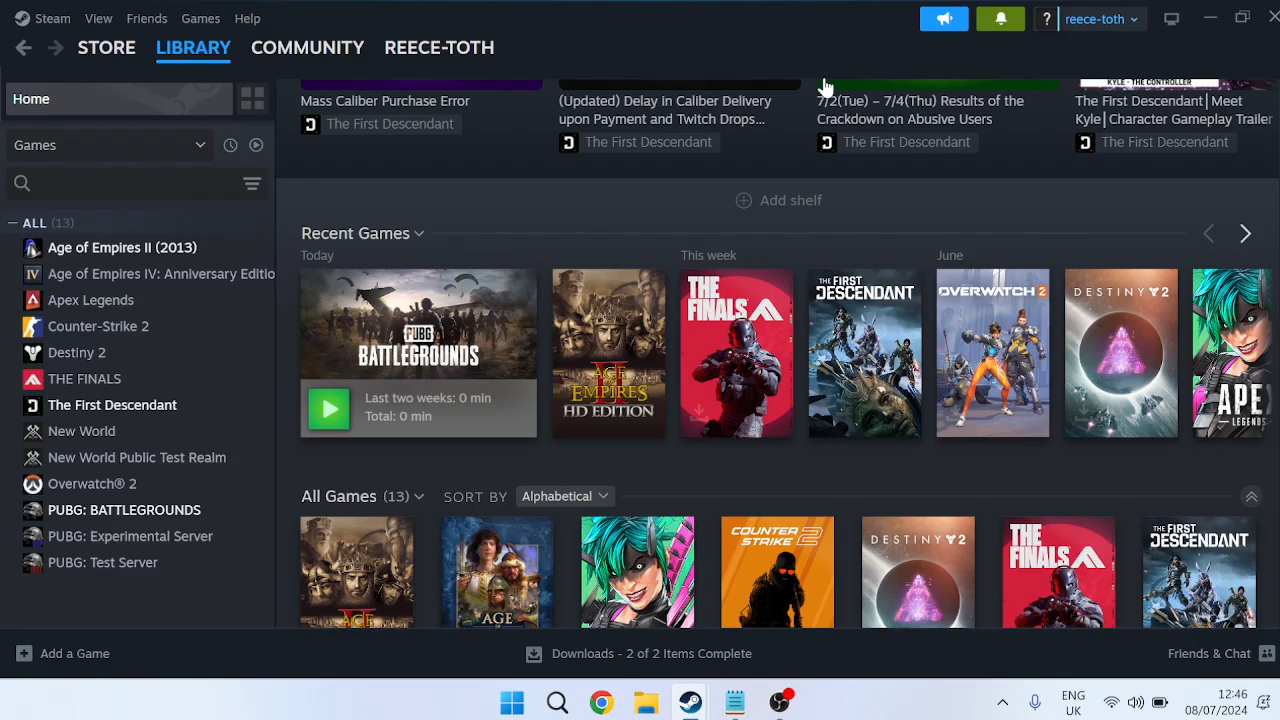 Steam View Friends Games Help
reece-toth
STORE LIBRARY COMMUNITY REECE-TOTH
Home
Games
ALL (13)
Age of Empires II (2013)
Age of Empires IV: Anniversary Editio
Apex Legends
Counter-Strike 2
Destiny 2
THE FINALS
The First Descendant
New World
New World Public Test Realm
Overwatch® 2
PUBG: BATTLEGROUNDS
PUBG: Experimental Server
PUBG: Test Server
Mass Caliber Purchase Error
The First Descendant
(Updated) Delay In Caliber Delivery
upon Payment and Twitch Drops...
The First Descendant
7/2(Tue) – 7/4(Thu) Results of the
Crackdown on Abusive Users
The First Descendant
KYLE - THE CONTROLLER
The First Descendant│Meet
Kyle│Character Gameplay Trailer
The First Descendant
Add shelf
Recent Games
Today
This week
June
PUBG
BATTLEGROUNDS
Last two weeks: 0 min
Total: 0 min
AGE
OF
EMPIRES
II
HD EDITION
THE
FINALS
THE FIRST
DESCENDANT
OVERWATCH 2
DESTINY 2
APE
LEGENDS
All Games (13) SORT BY Alphabetical
AGE
AGE
OF
COUNTER
STRIKE 2
DESTINY 2
THE
FINALS
THE FIRST
DESCENDANT
Add a Game
Downloads - 2 of 2 Items Complete
Friends & Chat
ENG
UK
12:46
08/07/2024